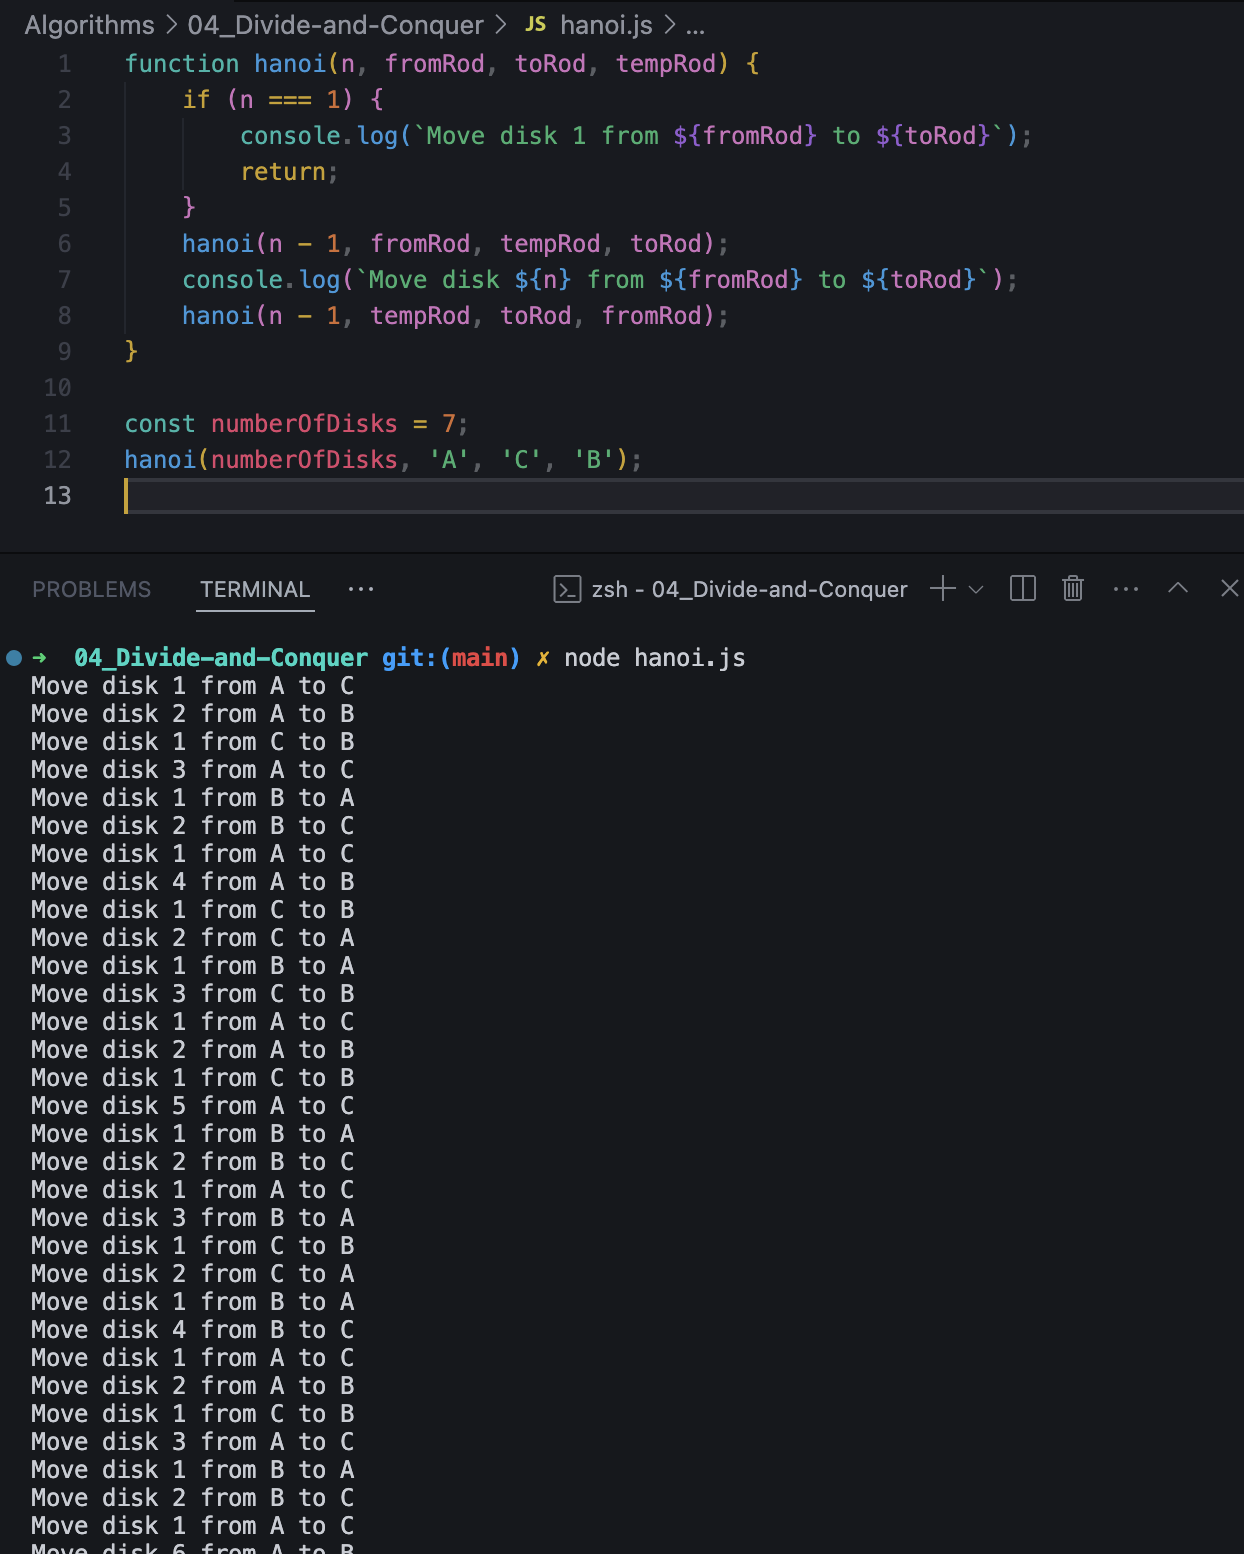 Algorithms > 04_Divide-and-Conquer > JS hanoi.js > ...
1 function hanoi(n, fromRod, toRod, tempRod) {
2 if (n === 1) {
3 console.log(`Move disk 1 from ${fromRod} to ${toRod}`);
4 return;
5 }
6 hanoi(n - 1, fromRod, tempRod, toRod);
7 console.log(`Move disk ${n} from ${fromRod} to ${toRod}`);
8 hanoi(n - 1, tempRod, toRod, fromRod);
9 }
10
11 const numberOfDisks = 7;
12 hanoi(numberOfDisks, 'A', 'C', 'B');
13
PROBLEMS TERMINAL ... zsh - 04_Divide-and-Conquer
➜ 04_Divide-and-Conquer git:(main) ✗ node hanoi.js
Move disk 1 from A to C
Move disk 2 from A to B
Move disk 1 from C to B
Move disk 3 from A to C
Move disk 1 from B to A
Move disk 2 from B to C
Move disk 1 from A to C
Move disk 4 from A to B
Move disk 1 from C to B
Move disk 2 from C to A
Move disk 1 from B to A
Move disk 3 from C to B
Move disk 1 from A to C
Move disk 2 from A to B
Move disk 1 from C to B
Move disk 5 from A to C
Move disk 1 from B to A
Move disk 2 from B to C
Move disk 1 from A to C
Move disk 3 from B to A
Move disk 1 from C to B
Move disk 2 from C to A
Move disk 1 from B to A
Move disk 4 from B to C
Move disk 1 from A to C
Move disk 2 from A to B
Move disk 1 from C to B
Move disk 3 from A to C
Move disk 1 from B to A
Move disk 2 from B to C
Move disk 1 from A to C
Move disk 6 from A to B